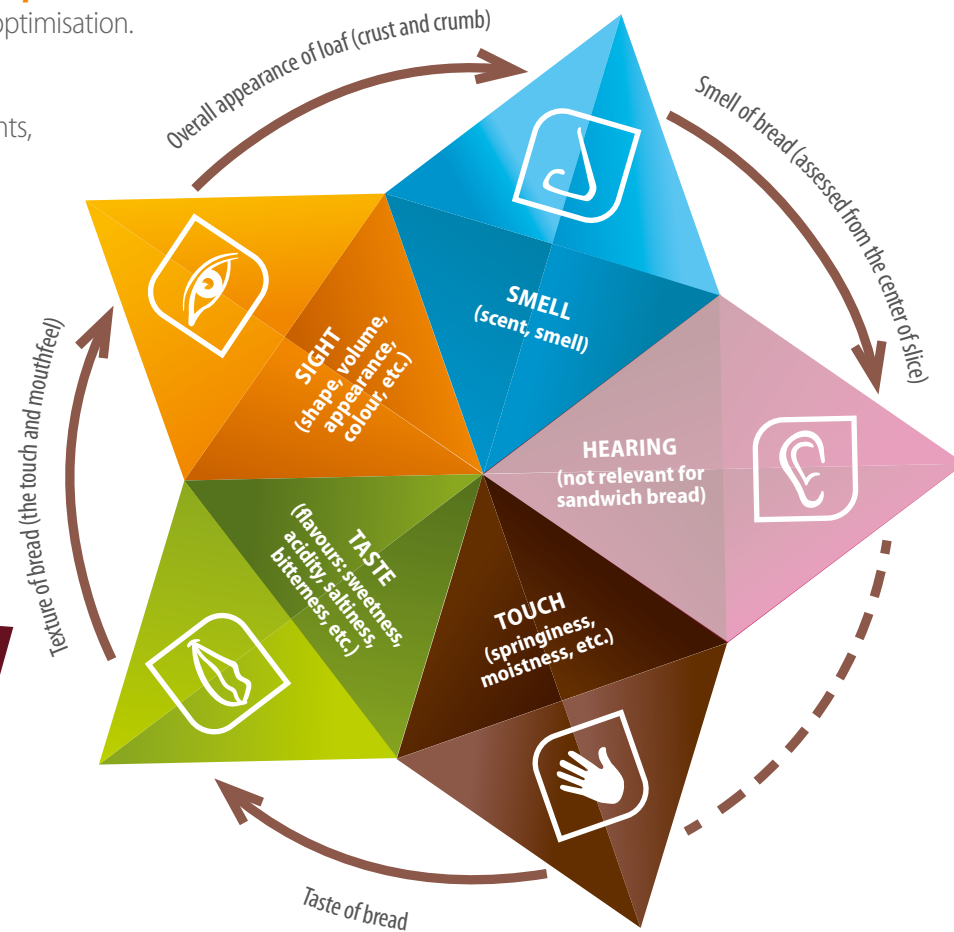 optimisation.
nts,
Overall appearance of loaf (crust and crumb)
Smell of bread (assessed from the center of slice)
SMELL
(scent, smell)
SIGHT
(shape, volume,
appearance,
colour, etc.)
HEARING
(not relevant for
sandwich bread)
Texture of bread (the touch and mouthfeel)
TASTE
(flavours: sweetness,
acidity, saltiness,
bitterness, etc.)
TOUCH
(springiness,
moistness, etc.)
Taste of bread